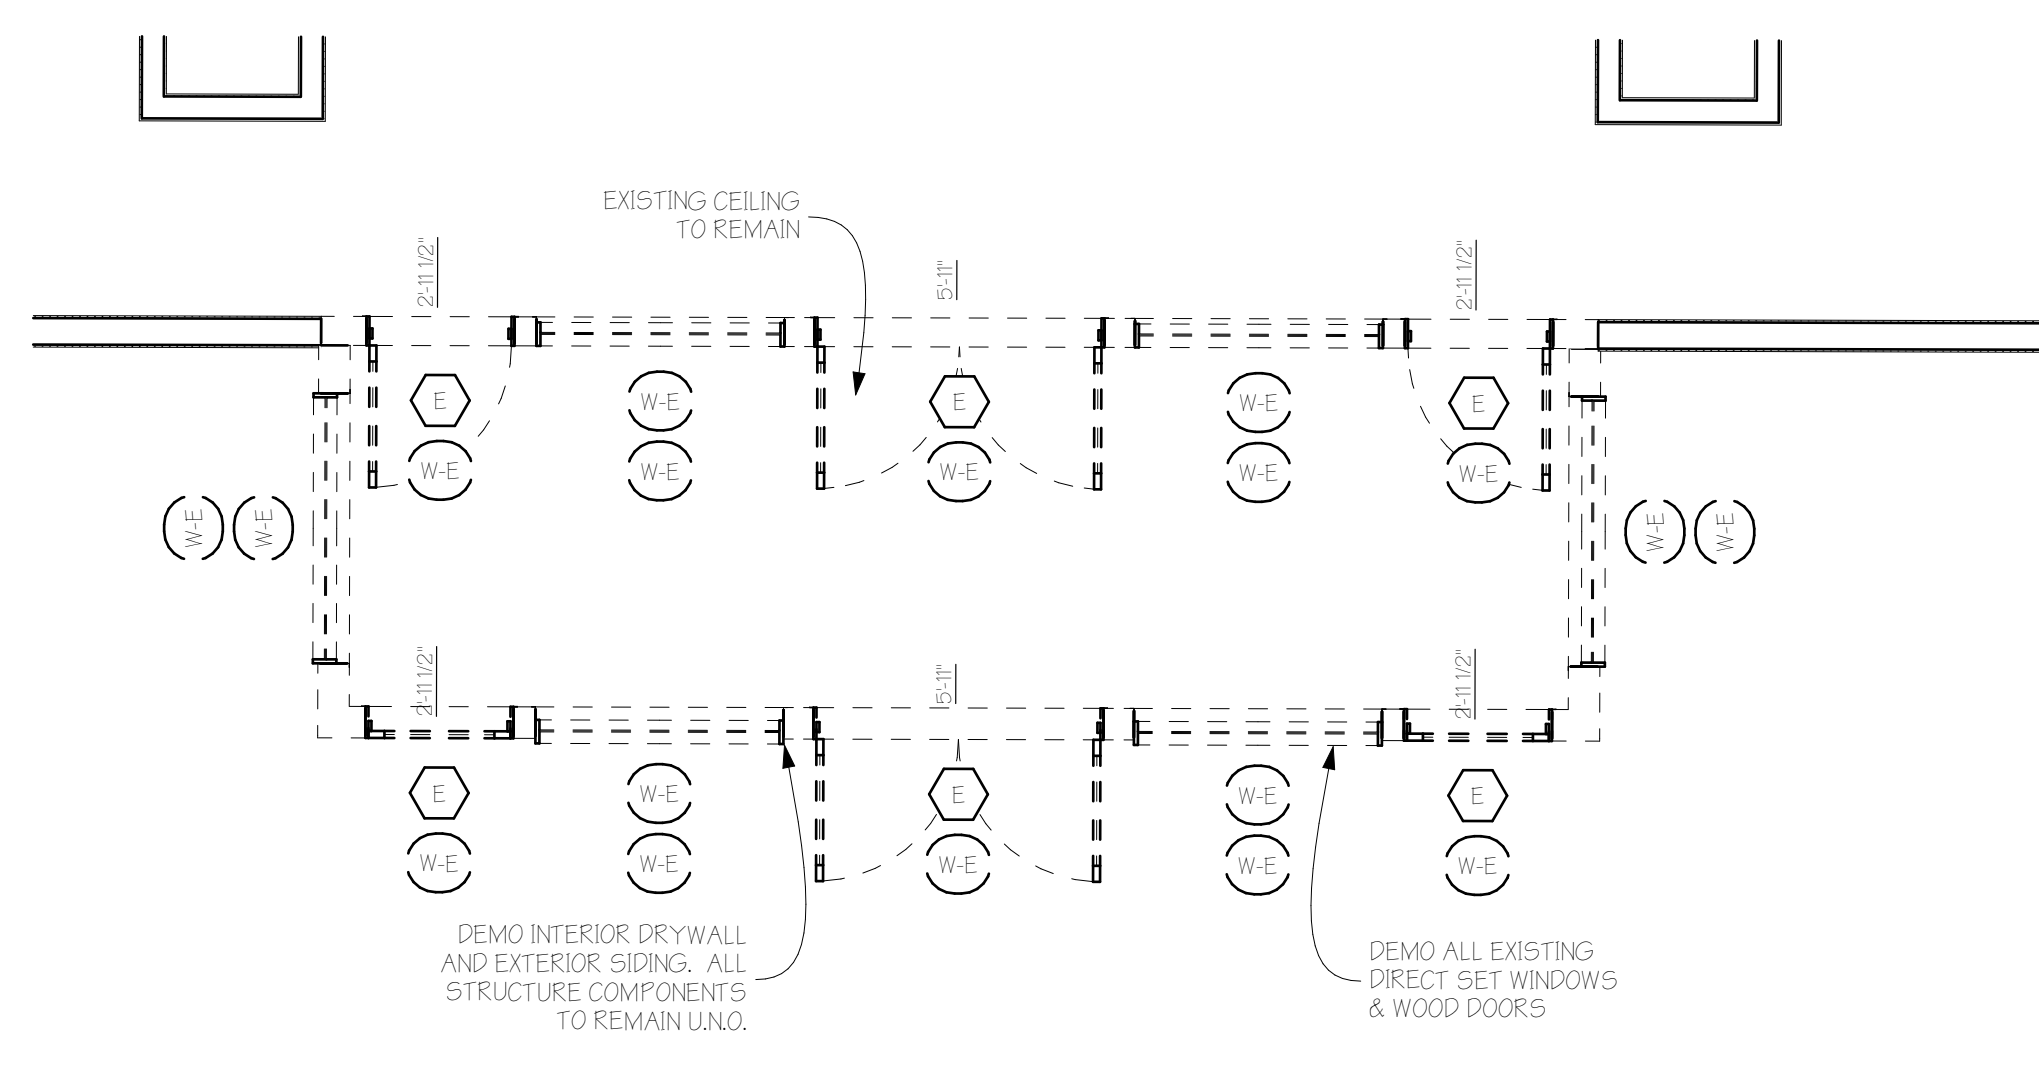 EXISTING CEILING
TO REMAIN
2'-11 1/2"
5'-11"
2'-11 1/2"
E
W-E
E
W-E
E
W-E
W-E
W-E
W-E
W-E
W-E
W-E
W-E
W-E
2'-11 1/2"
5'-11"
2'-11 1/2"
E
W-E
E
W-E
E
W-E
W-E
W-E
W-E
W-E
DEMO INTERIOR DRYWALL
AND EXTERIOR SIDING. ALL
STRUCTURE COMPONENTS
TO REMAIN U.N.O.
DEMO ALL EXISTING
DIRECT SET WINDOWS
& WOOD DOORS